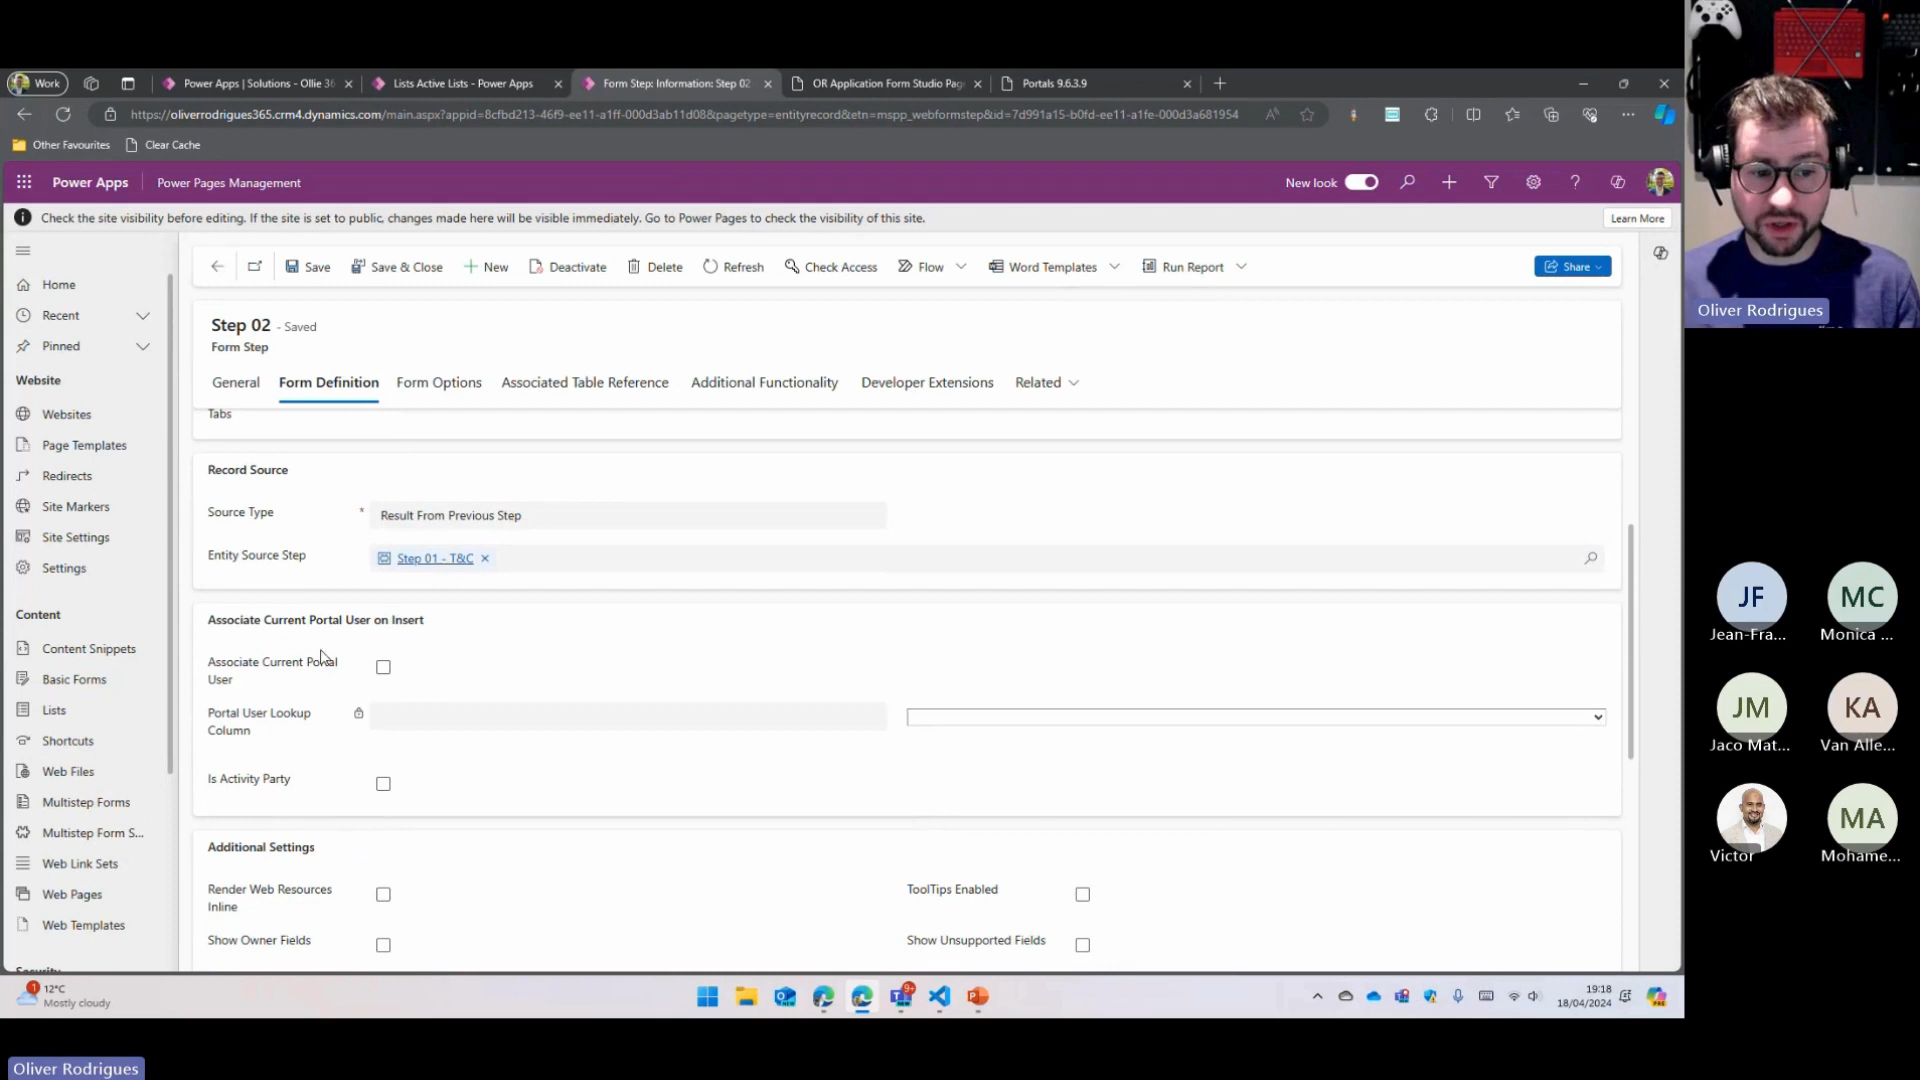 Work
Power Apps | Solutions - Ollie 36
Lists Active Lists - Power Apps
Form Step: Information: Step 02
OR Application Form Studio Pag
Portals 9.6.3.9
https://oliverrodrigues365.crm4.dynamics.com/main.aspx?appid=8cfbd213-46f9-ee11-a1ff-000d3ab11d08&pagetype=entityrecord&etn=mspp_webformstep&id=7d991a15-b0fd-ee11-a1fe-000d3a681954
Other Favourites
Clear Cache
Power Apps
Power Pages Management
New look
Check the site visibility before editing. If the site is set to public, changes made here will be visible immediately. Go to Power Pages to check the visibility of this site.
Learn More
Save
Save & Close
New
Deactivate
Delete
Refresh
Check Access
Flow
Word Templates
Run Report
Share
Home
Recent
Pinned
Website
Websites
Page Templates
Redirects
Site Markers
Site Settings
Settings
Content
Content Snippets
Basic Forms
Lists
Shortcuts
Web Files
Multistep Forms
Multistep Form S...
Web Link Sets
Web Pages
Web Templates
Step 02 - Saved
Form Step
General
Form Definition
Form Options
Associated Table Reference
Additional Functionality
Developer Extensions
Related
Tabs
Record Source
Source Type
*
Result From Previous Step
Entity Source Step
Step 01 - T&C
Associate Current Portal User on Insert
Associate Current Portal
User
Portal User Lookup
Column
Is Activity Party
Additional Settings
Render Web Resources
Inline
ToolTips Enabled
Show Owner Fields
Show Unsupported Fields
1
12°C
Mostly cloudy
9+
19:18
18/04/2024
Oliver Rodrigues
JF
Jean-Fra...
MC
Monica ...
JM
Jaco Mat...
KA
Van Alle...
Victor
MA
Mohame...
Oliver Rodrigues